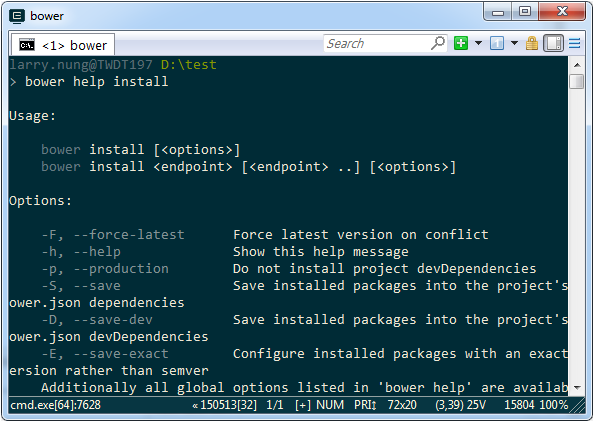 bower
<1> bower
Search
larry.nung@TWDT197 D:\test
> bower help install
Usage:
bower install [<options>]
bower install <endpoint> [<endpoint> ..] [<options>]
Options:
-F, --force-latest Force latest version on conflict
-h, --help Show this help message
-p, --production Do not install project devDependencies
-S, --save Save installed packages into the project's
ower.json dependencies
-D, --save-dev Save installed packages into the project's
ower.json devDependencies
-E, --save-exact Configure installed packages with an exact
ersion rather than semver
Additionally all global options listed in 'bower help' are availab
cmd.exe[64]:7628 «150513[32] 1/1 [+] NUM PRI↕ 72x20 (3,39) 25V 15804 100%